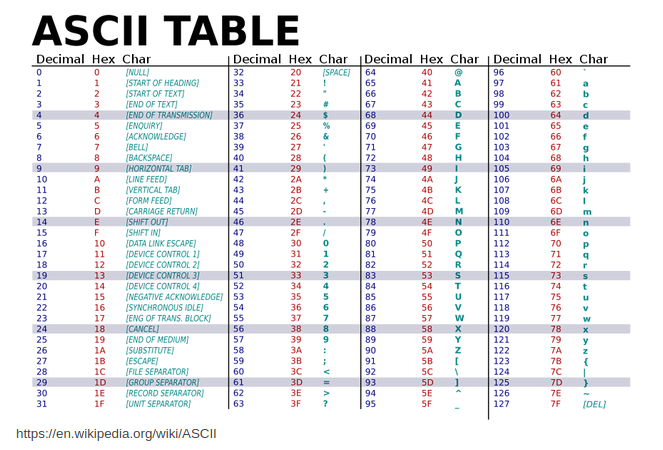 ASCII TABLE
Decimal Hex Char Decimal Hex Char Decimal Hex Char Decimal Hex Char
0 0 [NULL] 32 20 [SPACE] 64 40 @ 96 60 `
1 1 [START OF HEADING] 33 21 ! 65 41 A 97 61 a
2 2 [START OF TEXT] 34 22 " 66 42 B 98 62 b
3 3 [END OF TEXT] 35 23 # 67 43 C 99 63 c
4 4 [END OF TRANSMISSION] 36 24 $ 68 44 D 100 64 d
5 5 [ENQUIRY] 37 25 % 69 45 E 101 65 e
6 6 [ACKNOWLEDGE] 38 26 & 70 46 F 102 66 f
7 7 [BELL] 39 27 ' 71 47 G 103 67 g
8 8 [BACKSPACE] 40 28 ( 72 48 H 104 68 h
9 9 [HORIZONTAL TAB] 41 29 ) 73 49 I 105 69 i
10 A [LINE FEED] 42 2A * 74 4A J 106 6A j
11 B [VERTICAL TAB] 43 2B + 75 4B K 107 6B k
12 C [FORM FEED] 44 2C , 76 4C L 108 6C l
13 D [CARRIAGE RETURN] 45 2D - 77 4D M 109 6D m
14 E [SHIFT OUT] 46 2E . 78 4E N 110 6E n
15 F [SHIFT IN] 47 2F / 79 4F O 111 6F o
16 10 [DATA LINK ESCAPE] 48 30 0 80 50 P 112 70 p
17 11 [DEVICE CONTROL 1] 49 31 1 81 51 Q 113 71 q
18 12 [DEVICE CONTROL 2] 50 32 2 82 52 R 114 72 r
19 13 [DEVICE CONTROL 3] 51 33 3 83 53 S 115 73 s
20 14 [DEVICE CONTROL 4] 52 34 4 84 54 T 116 74 t
21 15 [NEGATIVE ACKNOWLEDGE] 53 35 5 85 55 U 117 75 u
22 16 [SYNCHRONOUS IDLE] 54 36 6 86 56 V 118 76 v
23 17 [ENG OF TRANS. BLOCK] 55 37 7 87 57 W 119 77 w
24 18 [CANCEL] 56 38 8 88 58 X 120 78 x
25 19 [END OF MEDIUM] 57 39 9 89 59 Y 121 79 y
26 1A [SUBSTITUTE] 58 3A : 90 5A Z 122 7A z
27 1B [ESCAPE] 59 3B ; 91 5B [ 123 7B {
28 1C [FILE SEPARATOR] 60 3C < 92 5C \ 124 7C |
29 1D [GROUP SEPARATOR] 61 3D = 93 5D ] 125 7D }
30 1E [RECORD SEPARATOR] 62 3E > 94 5E ^ 126 7E ~
31 1F [UNIT SEPARATOR] 63 3F ? 95 5F _ 127 7F [DEL]
https://en.wikipedia.org/wiki/ASCII